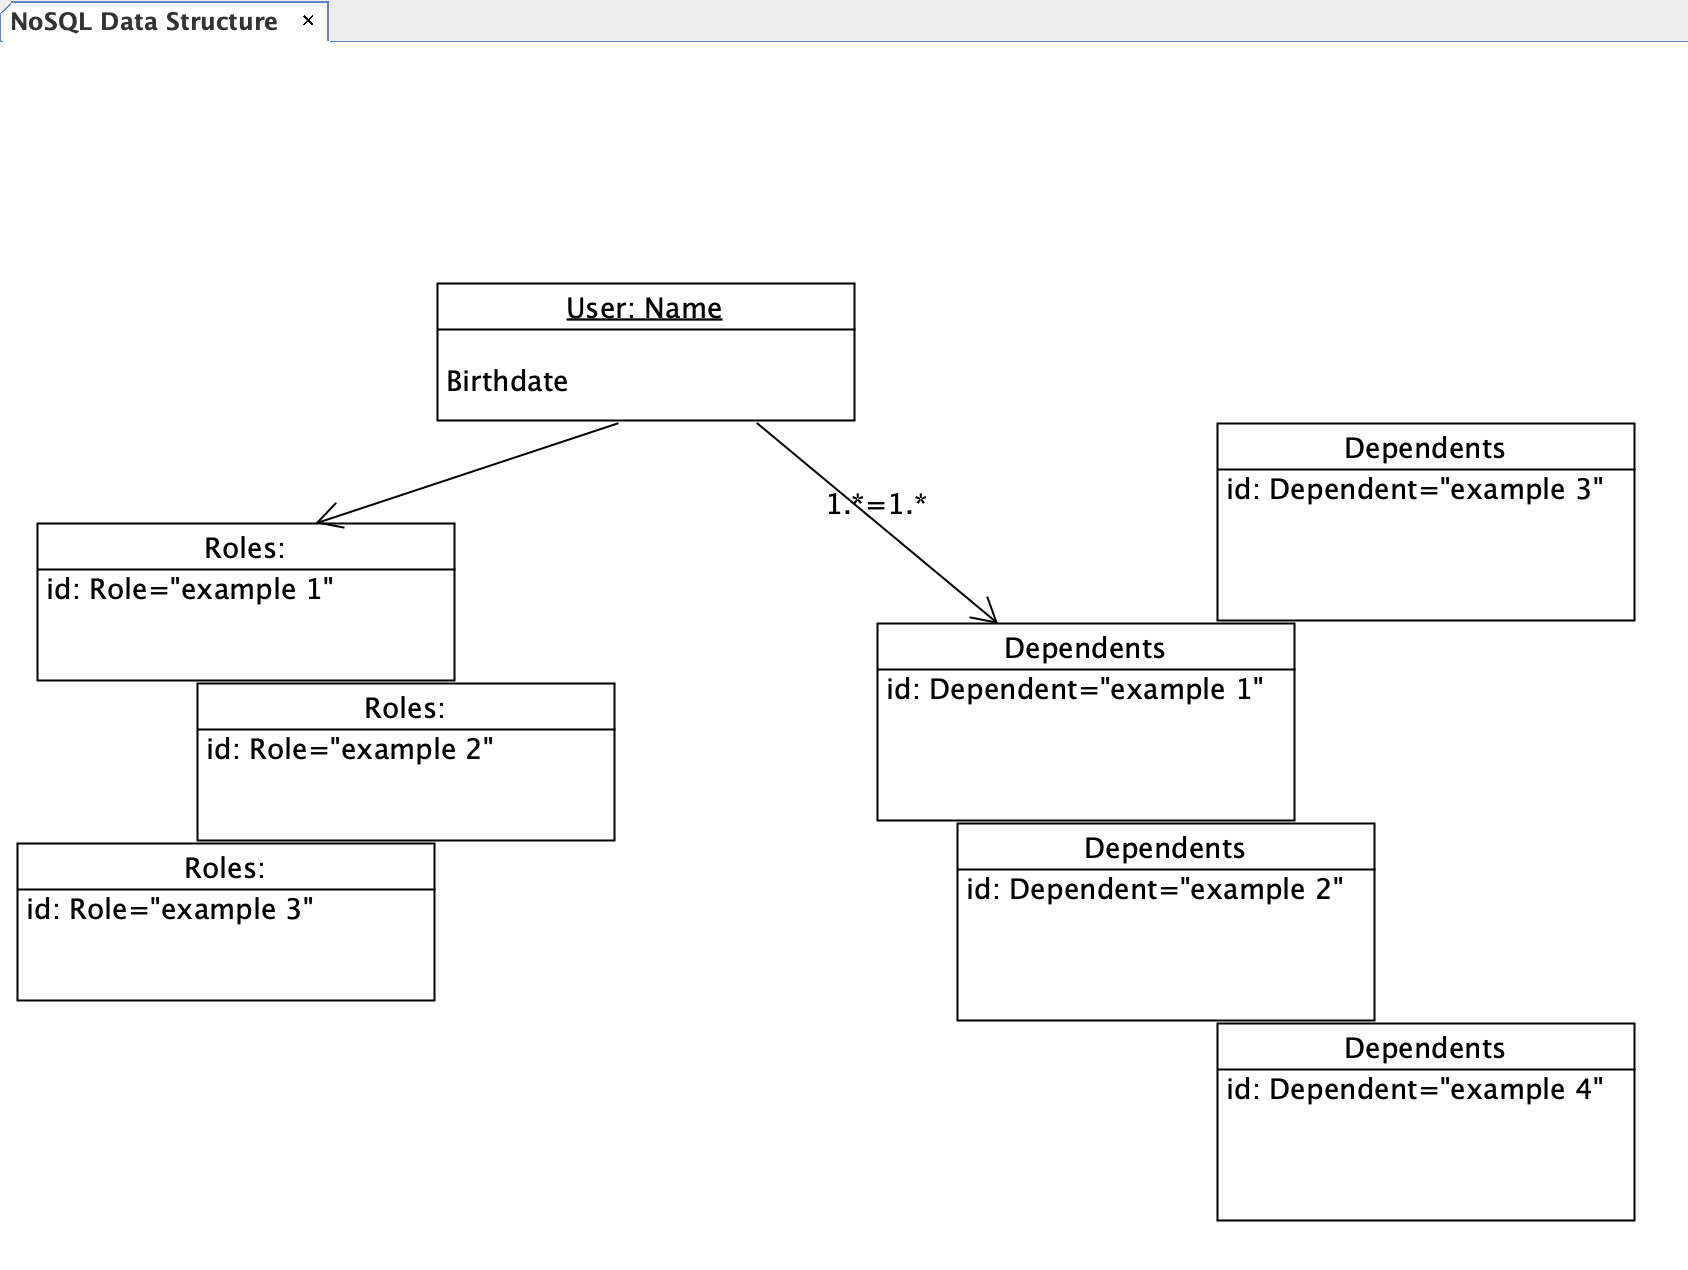 NoSQL Data Structure ×
User: Name
Birthdate
1.*=1.*
Roles:
id: Role="example 1"
Roles:
id: Role="example 2"
Roles:
id: Role="example 3"
Dependents
id: Dependent="example 3"
Dependents
id: Dependent="example 1"
Dependents
id: Dependent="example 2"
Dependents
id: Dependent="example 4"